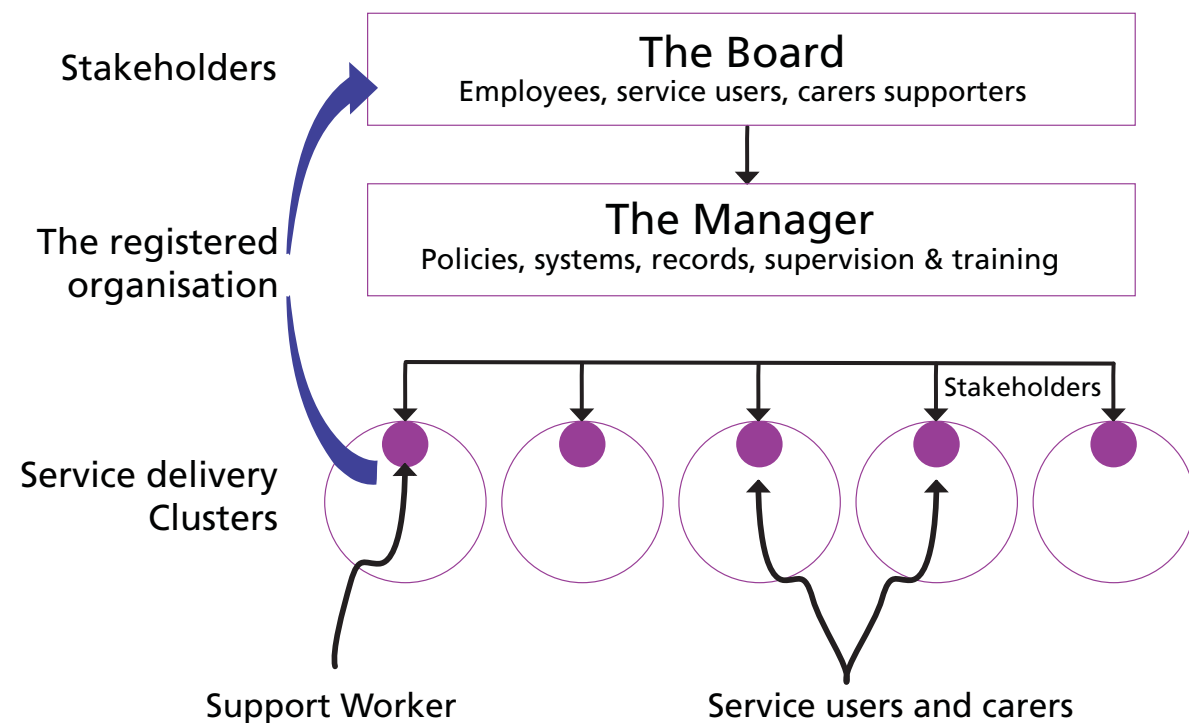 The Board
Stakeholders
Employees, service users, carers supporters
The Manager
The registered
organisation
Policies, systems, records, supervision & training
Stakeholders
Service delivery
Clusters
Support Worker
Service users and carers